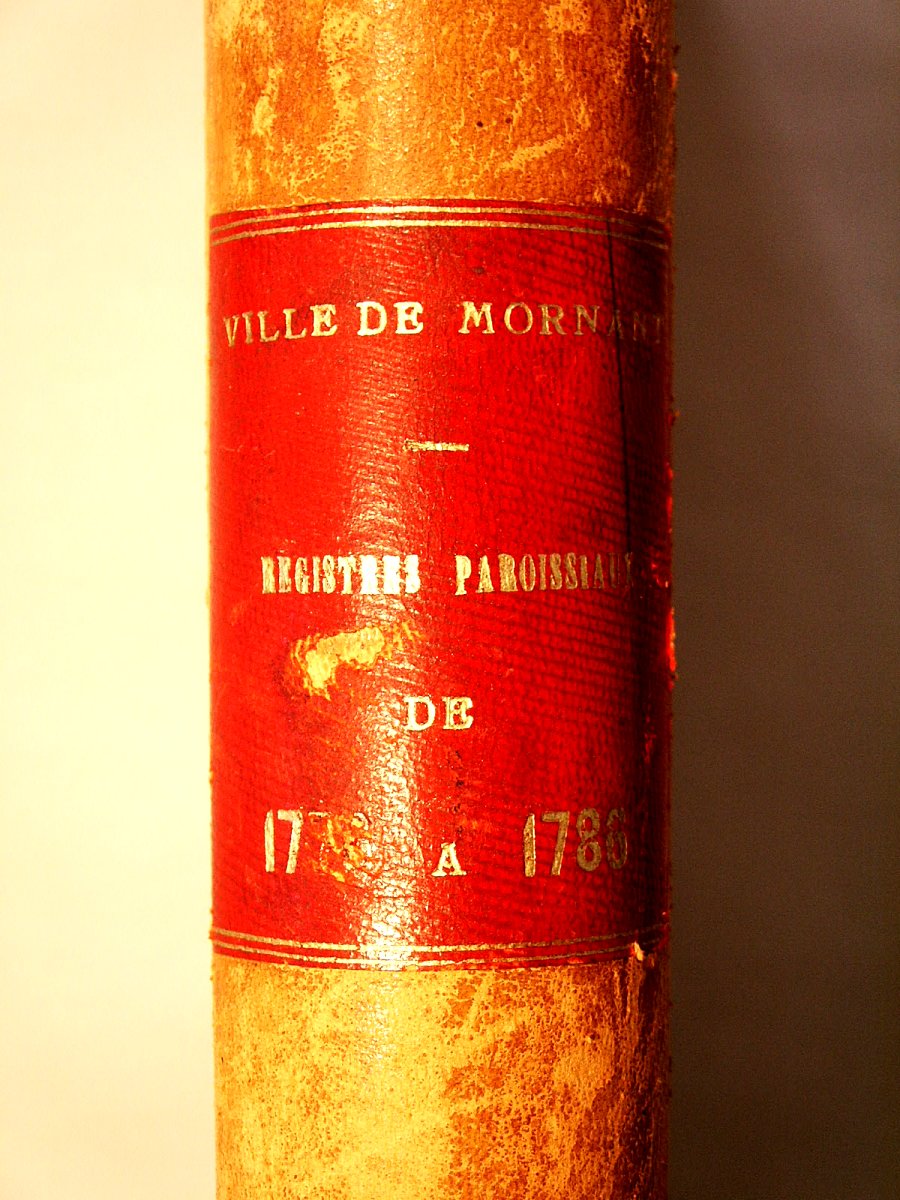 VILLE DE MORNANT
—
REGISTRES PAROISSIAUX
DE
A 1786